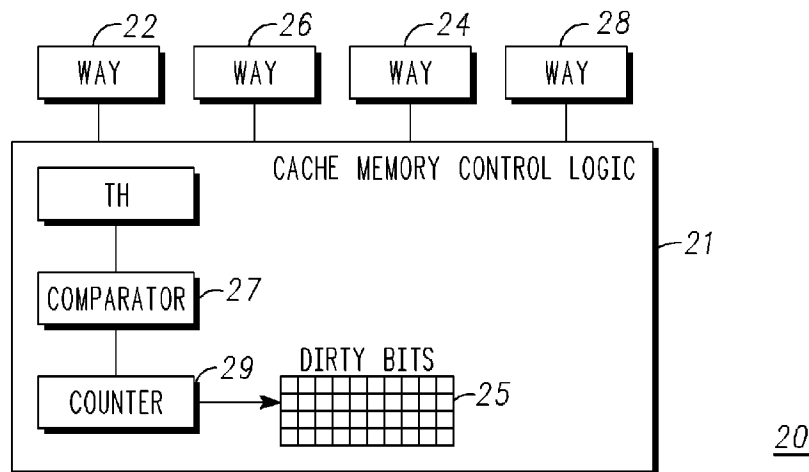 22 26 24 28
WAY WAY WAY WAY
CACHE MEMORY CONTROL LOGIC
TH
21
COMPARATOR 27
DIRTY BITS
29
COUNTER 25
20